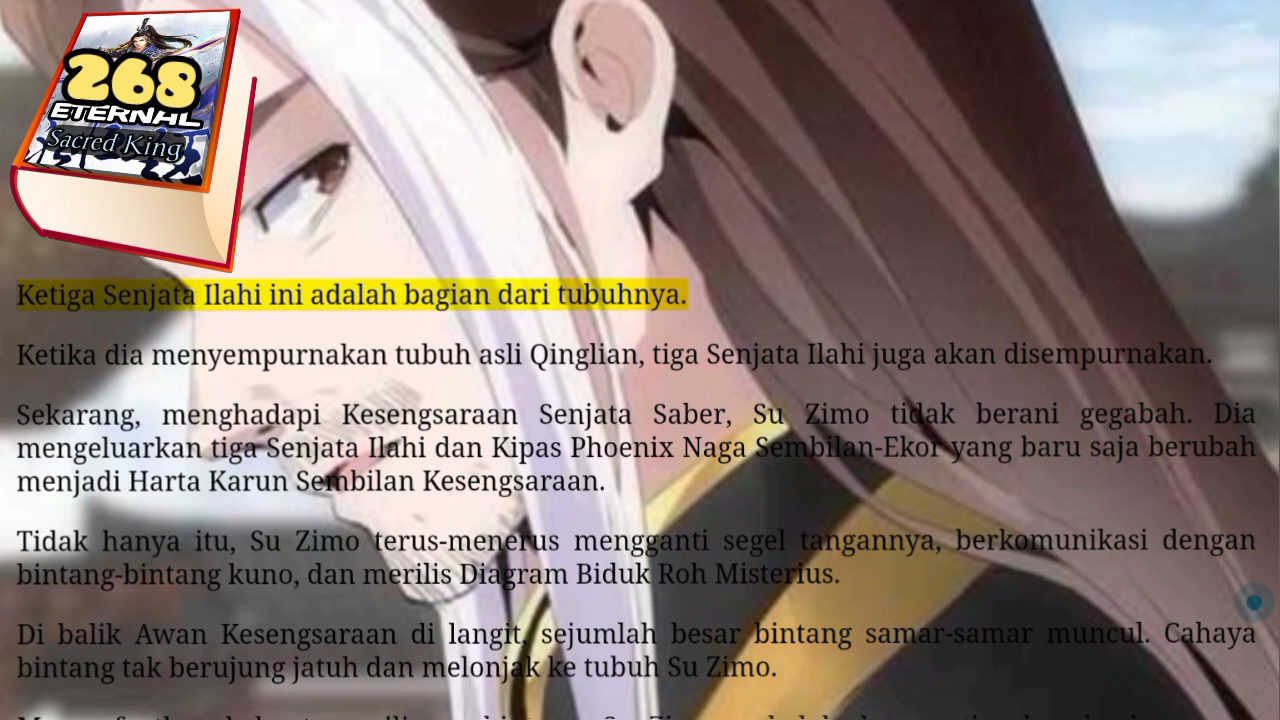 268
ETERNAL
Sacred King
Ketiga Senjata Ilahi ini adalah bagian dari tubuhnya.
Ketika dia menyempurnakan tubuh asli Qinglian, tiga Senjata Ilahi juga akan disempurnakan.
Sekarang, menghadapi Kesengsaraan Senjata Saber, Su Zimo tidak berani gegabah. Dia
mengeluarkan tiga Senjata Ilahi dan Kipas Phoenix Naga Sembilan-Ekor yang baru saja berubah
menjadi Harta Karun Sembilan Kesengsaraan.
Tidak hanya itu, Su Zimo terus-menerus mengganti segel tangannya, berkomunikasi dengan
bintang-bintang kuno, dan merilis Diagram Biduk Roh Misterius.
Di balik Awan Kesengsaraan di langit, sejumlah besar bintang samar-samar muncul. Cahaya
bintang tak berujung jatuh dan melonjak ke tubuh Su Zimo.